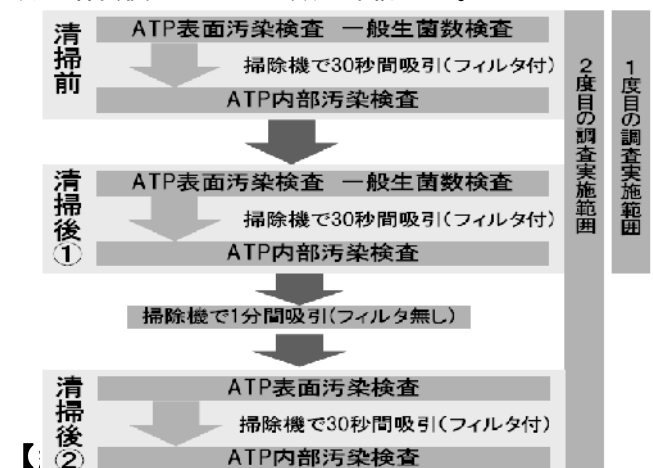 清掃前
ATP表面汚染検査 一般生菌数検査
掃除機で30秒間吸引(フィルタ付)
ATP内部汚染検査
清掃後①
ATP表面汚染検査 一般生菌数検査
掃除機で30秒間吸引(フィルタ付)
ATP内部汚染検査
掃除機で1分間吸引(フィルタ無し)
清掃後②
ATP表面汚染検査
掃除機で30秒間吸引(フィルタ付)
ATP内部汚染検査
2度目の調査実施範囲
1度目の調査実施範囲
【